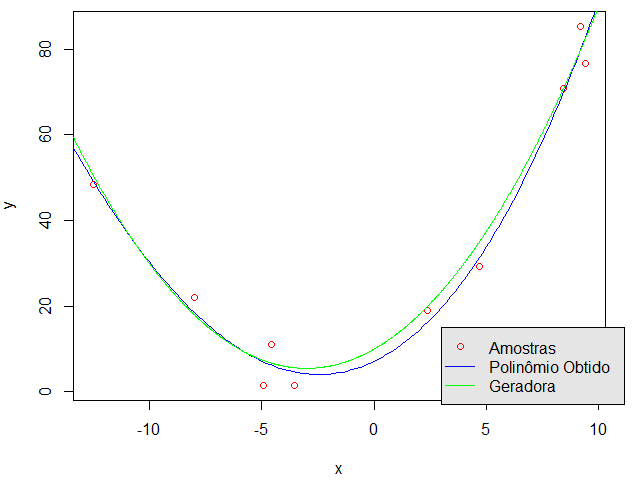 80
60
40
20
0
y
-10 -5 0 5 10
x
Amostras
Polinômio Obtido
Geradora